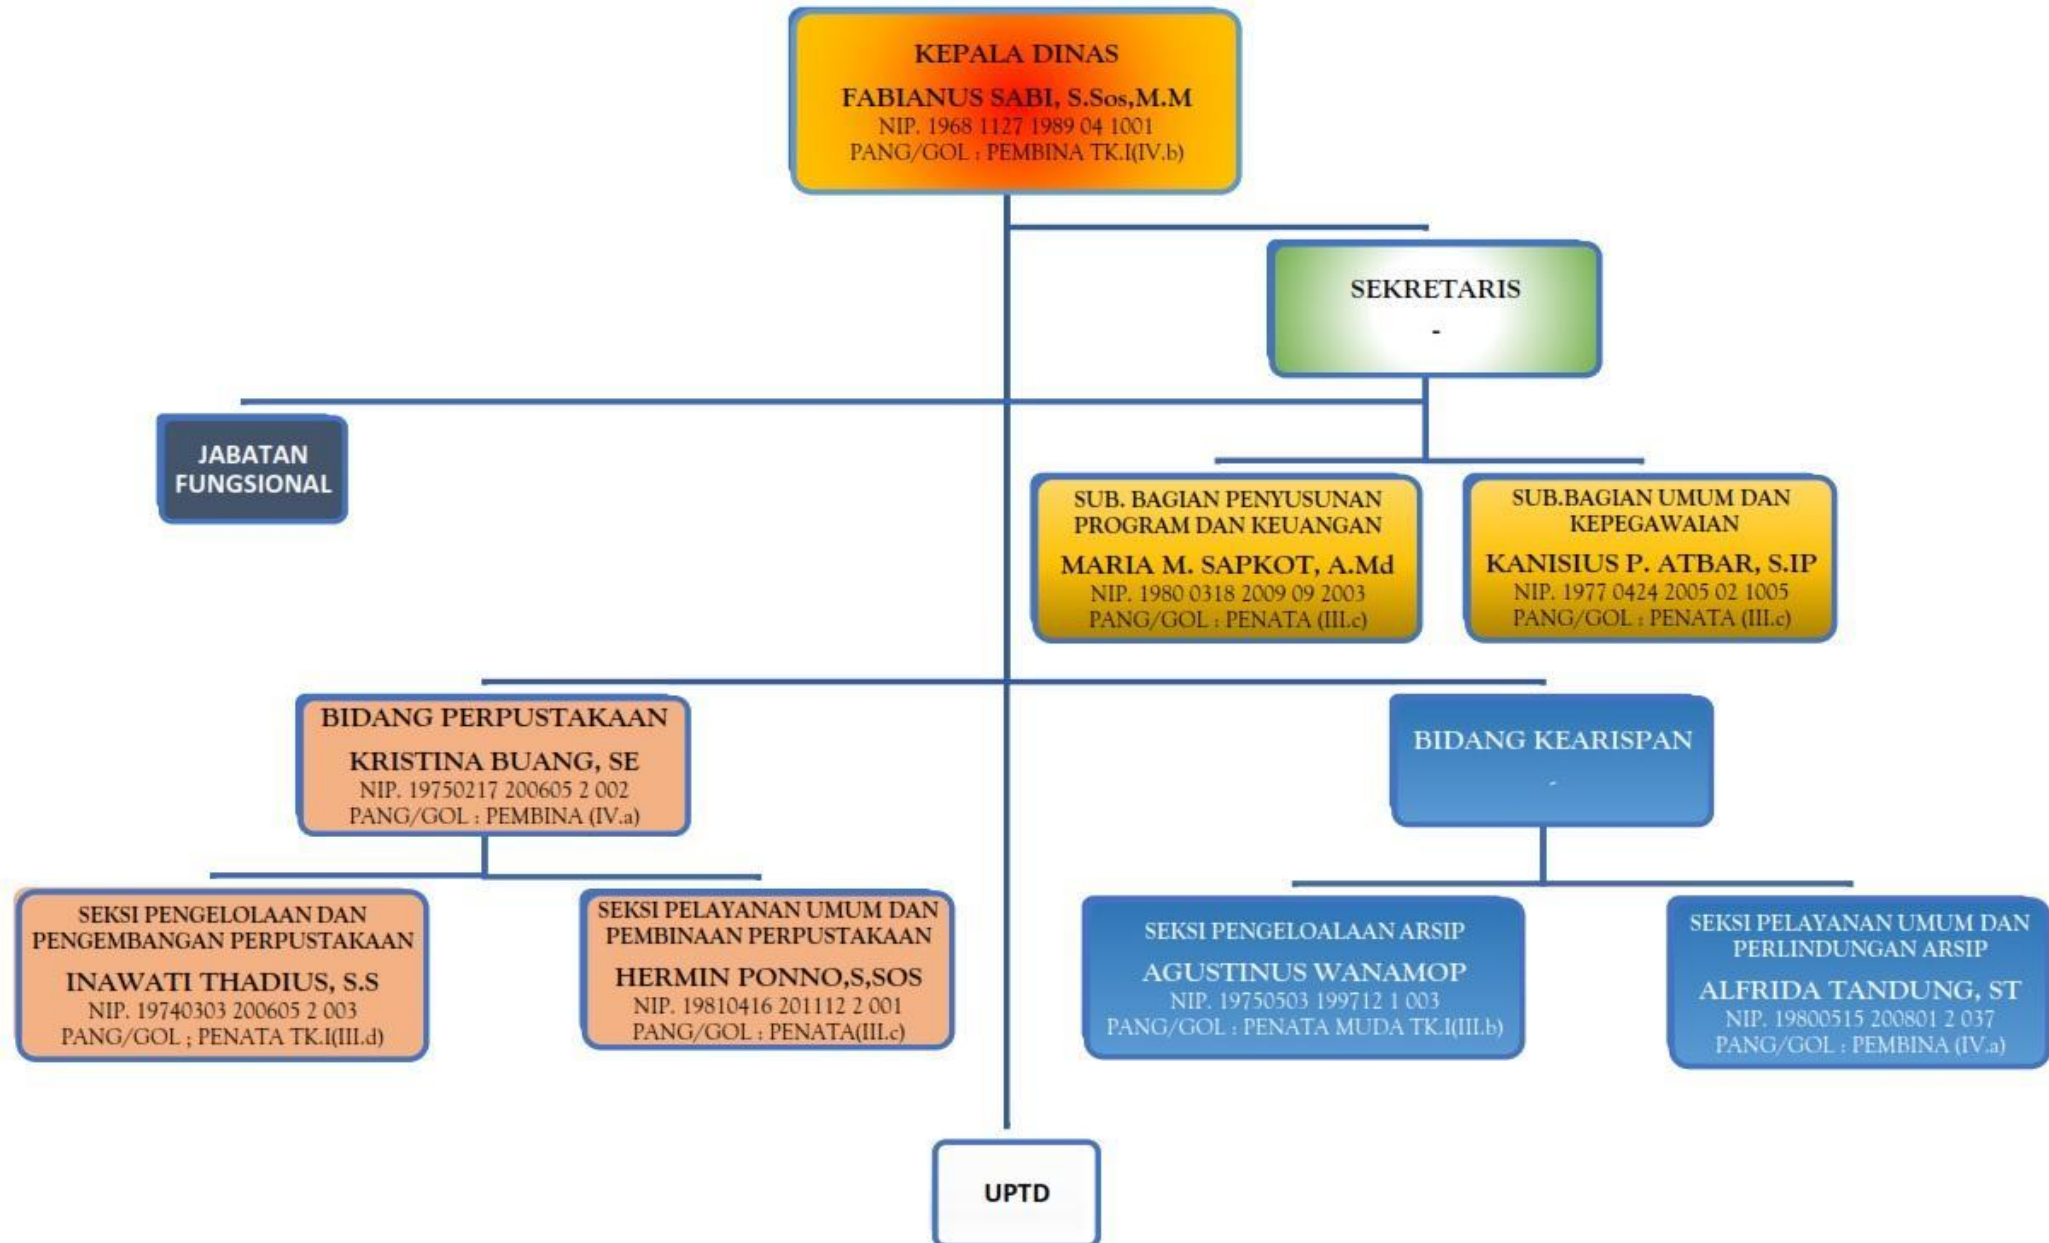 KEPALA DINAS
FABIANUS SABI, S.Sos,M.M
NIP. 1968 1127 1989 04 1001
PANG/GOL : PEMBINA TK.I(IV.b)
SEKRETARIS
-
JABATAN
FUNGSIONAL
SUB. BAGIAN PENYUSUNAN
PROGRAM DAN KEUANGAN
MARIA M. SAPKOT, A.Md
NIP. 1980 0318 2009 09 2003
PANG/GOL : PENATA (III.c)
SUB.BAGIAN UMUM DAN
KEPEGAWAIAN
KANISIUS P. ATBAR, S.IP
NIP. 1977 0424 2005 02 1005
PANG/GOL : PENATA (III.c)
BIDANG PERPUSTAKAAN
KRISTINA BUANG, SE
NIP. 19750217 200605 2 002
PANG/GOL : PEMBINA (IV.a)
BIDANG KEARISPAN
-
SEKSI PENGELOLAAN DAN
PENGEMBANGAN PERPUSTAKAAN
INAWATI THADIUS, S.S
NIP. 19740303 200605 2 003
PANG/GOL ; PENATA TK.I(III.d)
SEKSI PELAYANAN UMUM DAN
PEMBINAAN PERPUSTAKAAN
HERMIN PONNO,S,SOS
NIP. 19810416 201112 2 001
PANG/GOL : PENATA(III.c)
SEKSI PENGELOALAAN ARSIP
AGUSTINUS WANAMOP
NIP. 19750503 199712 1 003
PANG/GOL : PENATA MUDA TK.I(III.b)
SEKSI PELAYANAN UMUM DAN
PERLINDUNGAN ARSIP
ALFRIDA TANDUNG, ST
NIP. 19800515 200801 2 037
PANG/GOL : PEMBINA (IV.a)
UPTD